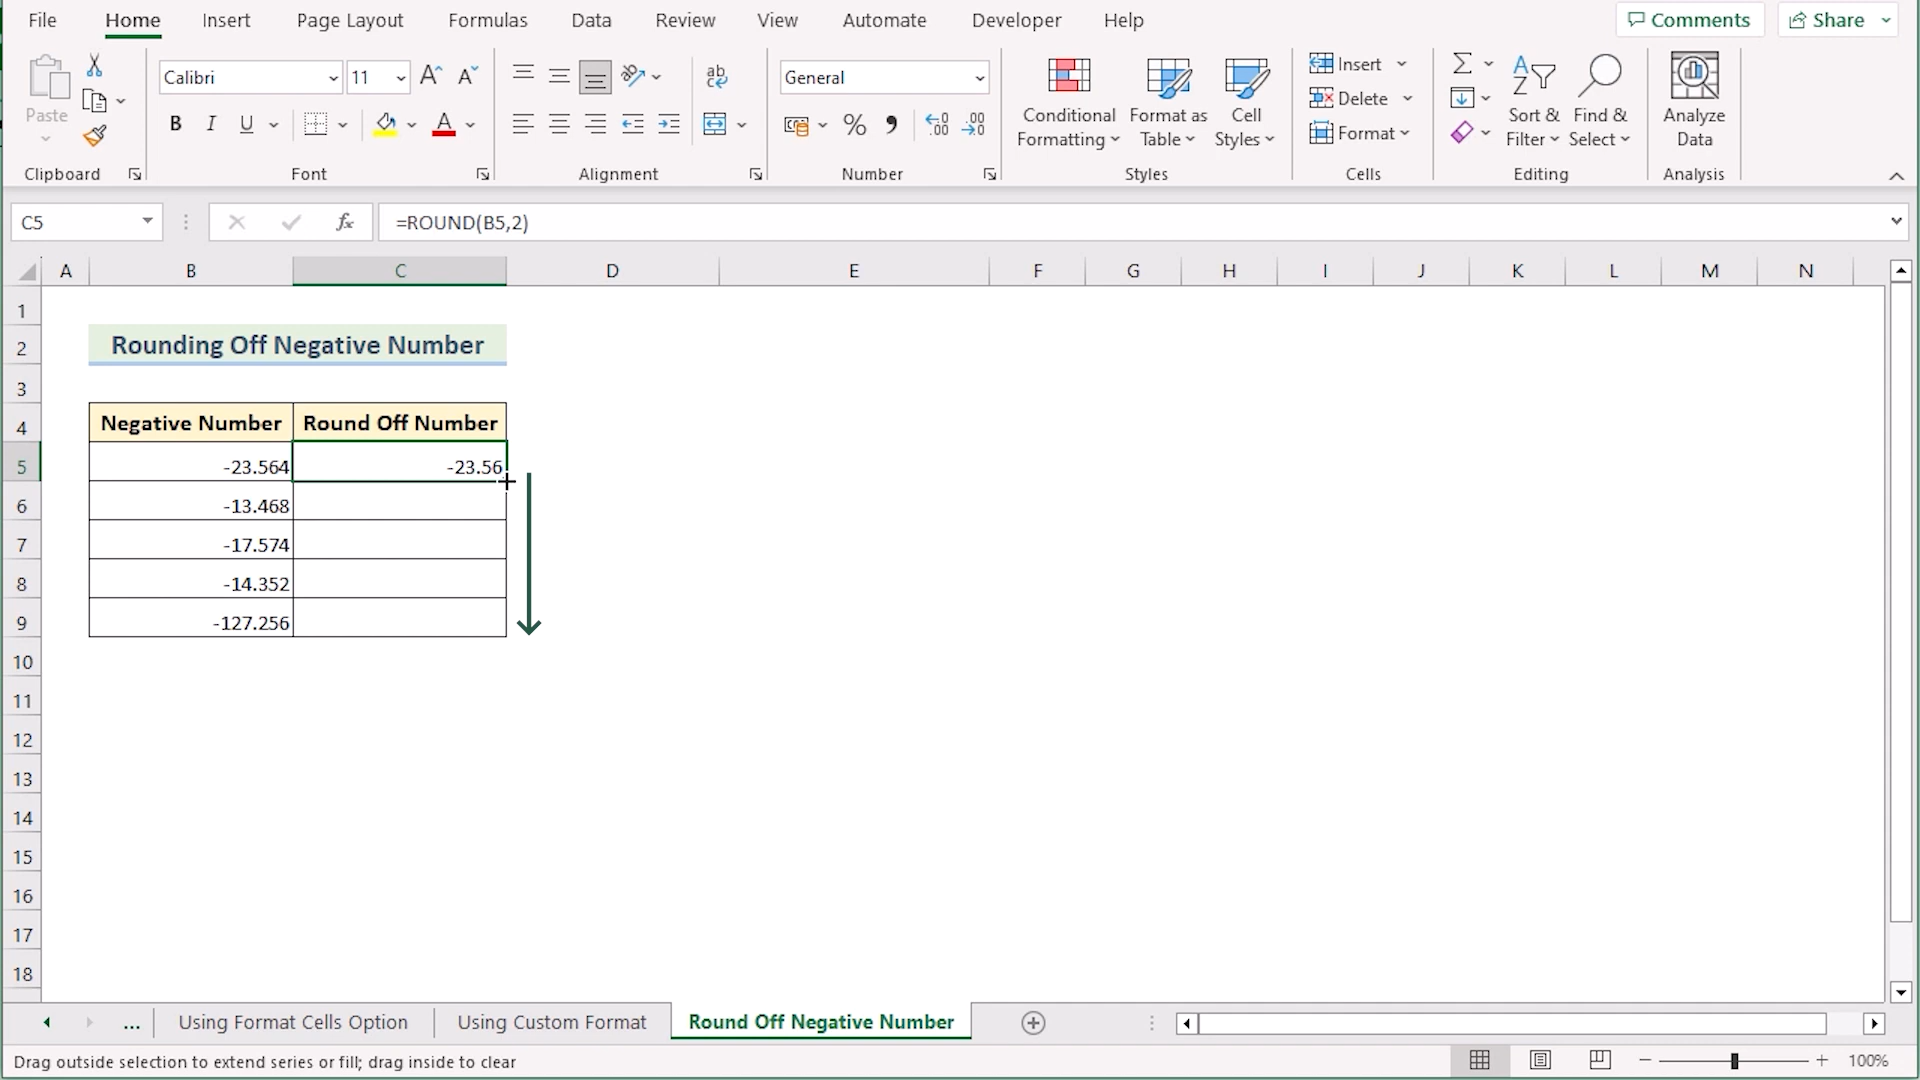 File Home Insert Page Layout Formulas Data Review View Automate Developer Help Comments Share
Paste
Calibri 11
B I U A
General
Conditional Formatting
Format as Table
Cell Styles
Insert
Delete
Format
Sort & Filter
Find & Select
Analyze Data
Clipboard Font Alignment Number Styles Cells Editing Analysis
C5 fx =ROUND(B5,2)
A B C D E F G H I J K L M N
1
2 Rounding Off Negative Number
3
4 Negative Number Round Off Number
5 -23.564 -23.56
6 -13.468
7 -17.574
8 -14.352
9 -127.256
10
11
12
13
14
15
16
17
18
... Using Format Cells Option Using Custom Format Round Off Negative Number
Drag outside selection to extend series or fill; drag inside to clear 100%